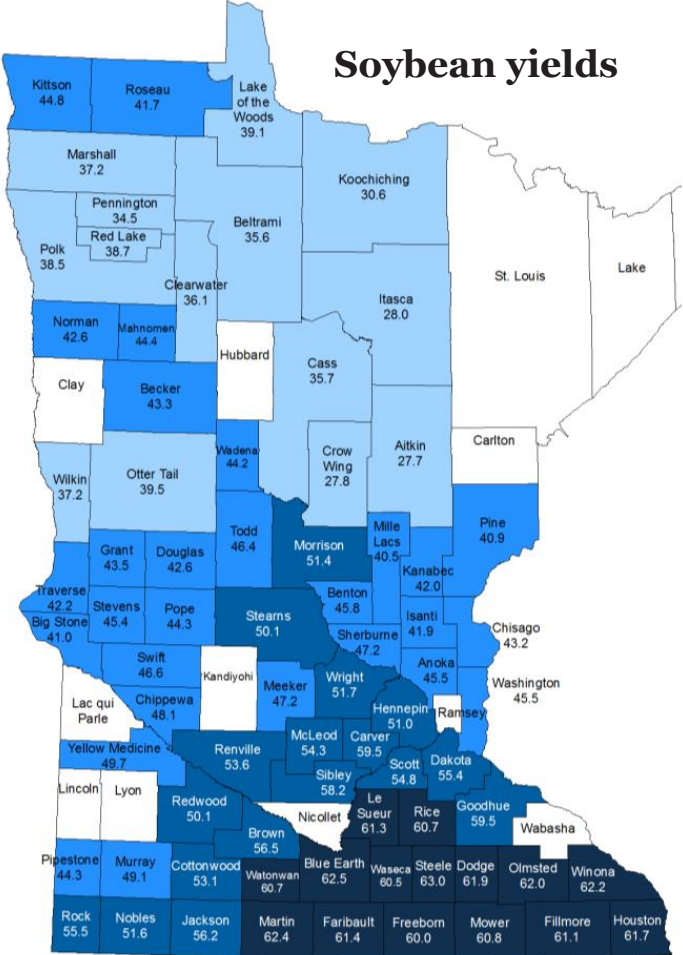 Soybean yields
Kittson
44.8
Roseau
41.7
Lake
of the
Woods
39.1
Marshall
37.2
Koochiching
30.6
Pennington
34.5
Red Lake
38.7
Beltrami
35.6
Polk
38.5
St. Louis
Lake
Clearwater
36.1
Itasca
28.0
Norman
42.6
Mahnomen
44.4
Hubbard
Cass
35.7
Clay
Becker
43.3
Wadena
44.2
Crow
Wing
27.8
Aitkin
27.7
Carlton
Wilkin
37.2
Otter Tail
39.5
Todd
46.4
Morrison
51.4
Mille
Lacs
40.5
Pine
40.9
Grant
43.5
Douglas
42.6
Kanabec
42.0
Traverse
42.2
Stevens
45.4
Pope
44.3
Stearns
50.1
Benton
45.8
Isanti
41.9
Chisago
43.2
Big Stone
41.0
Sherburne
47.2
Swift
46.6
Kandiyohi
Meeker
47.2
Wright
51.7
Anoka
45.5
Washington
45.5
Lac qui
Parle
Chippewa
48.1
Hennepin
51.0
Ramsey
Yellow Medicine
49.7
Renville
53.6
McLeod
54.3
Carver
59.5
Scott
54.8
Dakota
55.4
Sibley
58.2
Lincoln
Lyon
Redwood
50.1
Nicollet
Le
Sueur
61.3
Rice
60.7
Goodhue
59.5
Wabasha
Brown
56.5
Pipestone
44.3
Murray
49.1
Cottonwood
53.1
Watonwan
60.7
Blue Earth
62.5
Waseca
60.5
Steele
63.0
Dodge
61.9
Olmsted
62.0
Winona
62.2
Rock
55.5
Nobles
51.6
Jackson
56.2
Martin
62.4
Faribault
61.4
Freeborn
60.0
Mower
60.8
Fillmore
61.1
Houston
61.7